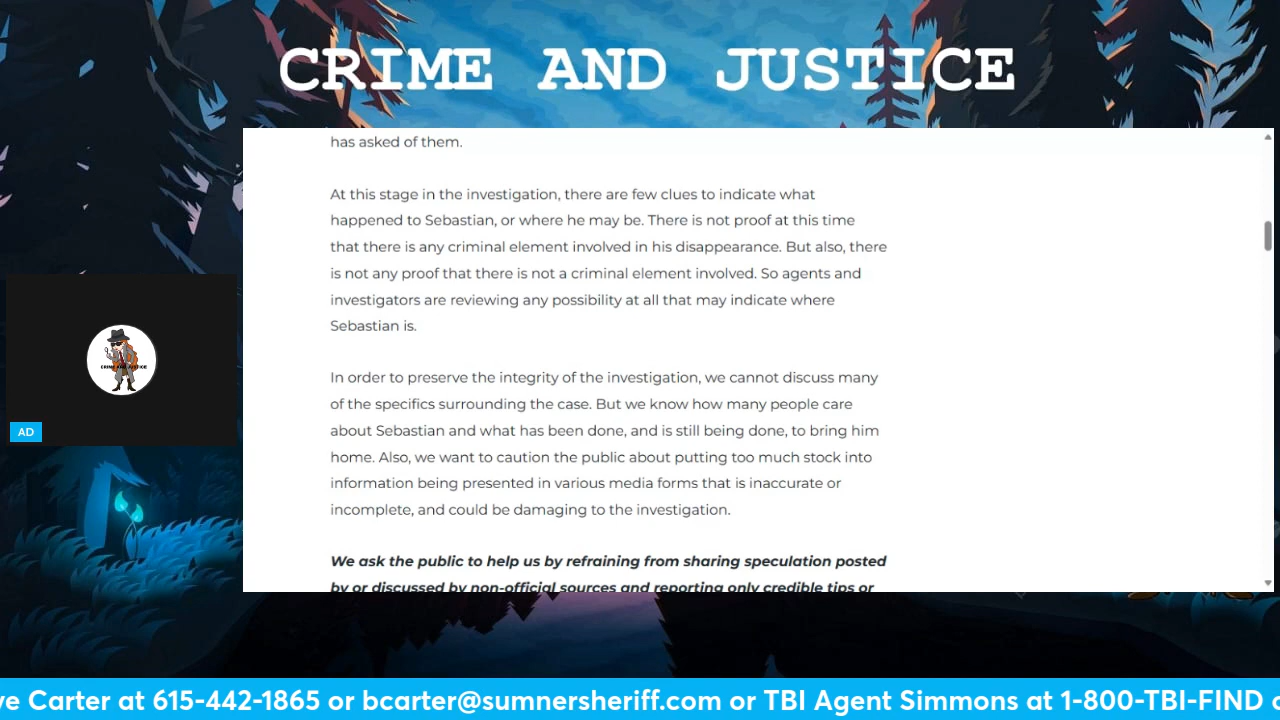 CRIME AND JUSTICE
has asked of them.
At this stage in the investigation, there are few clues to indicate what
happened to Sebastian, or where he may be. There is not proof at this time
that there is any criminal element involved in his disappearance. But also, there
is not any proof that there is not a criminal element involved. So agents and
investigators are reviewing any possibility at all that may indicate where
Sebastian is.
In order to preserve the integrity of the investigation, we cannot discuss many
of the specifics surrounding the case. But we know how many people care
about Sebastian and what has been done, and is still being done, to bring him
home. Also, we want to caution the public about putting too much stock into
information being presented in various media forms that is inaccurate or
incomplete, and could be damaging to the investigation.
We ask the public to help us by refraining from sharing speculation posted
by or discussed by non-official sources and reporting only credible tips or
CRIME AND JUSTICE
AD
ve Carter at 615-442-1865 or bcarter@sumnersheriff.com or TBI Agent Simmons at 1-800-TBI-FIND